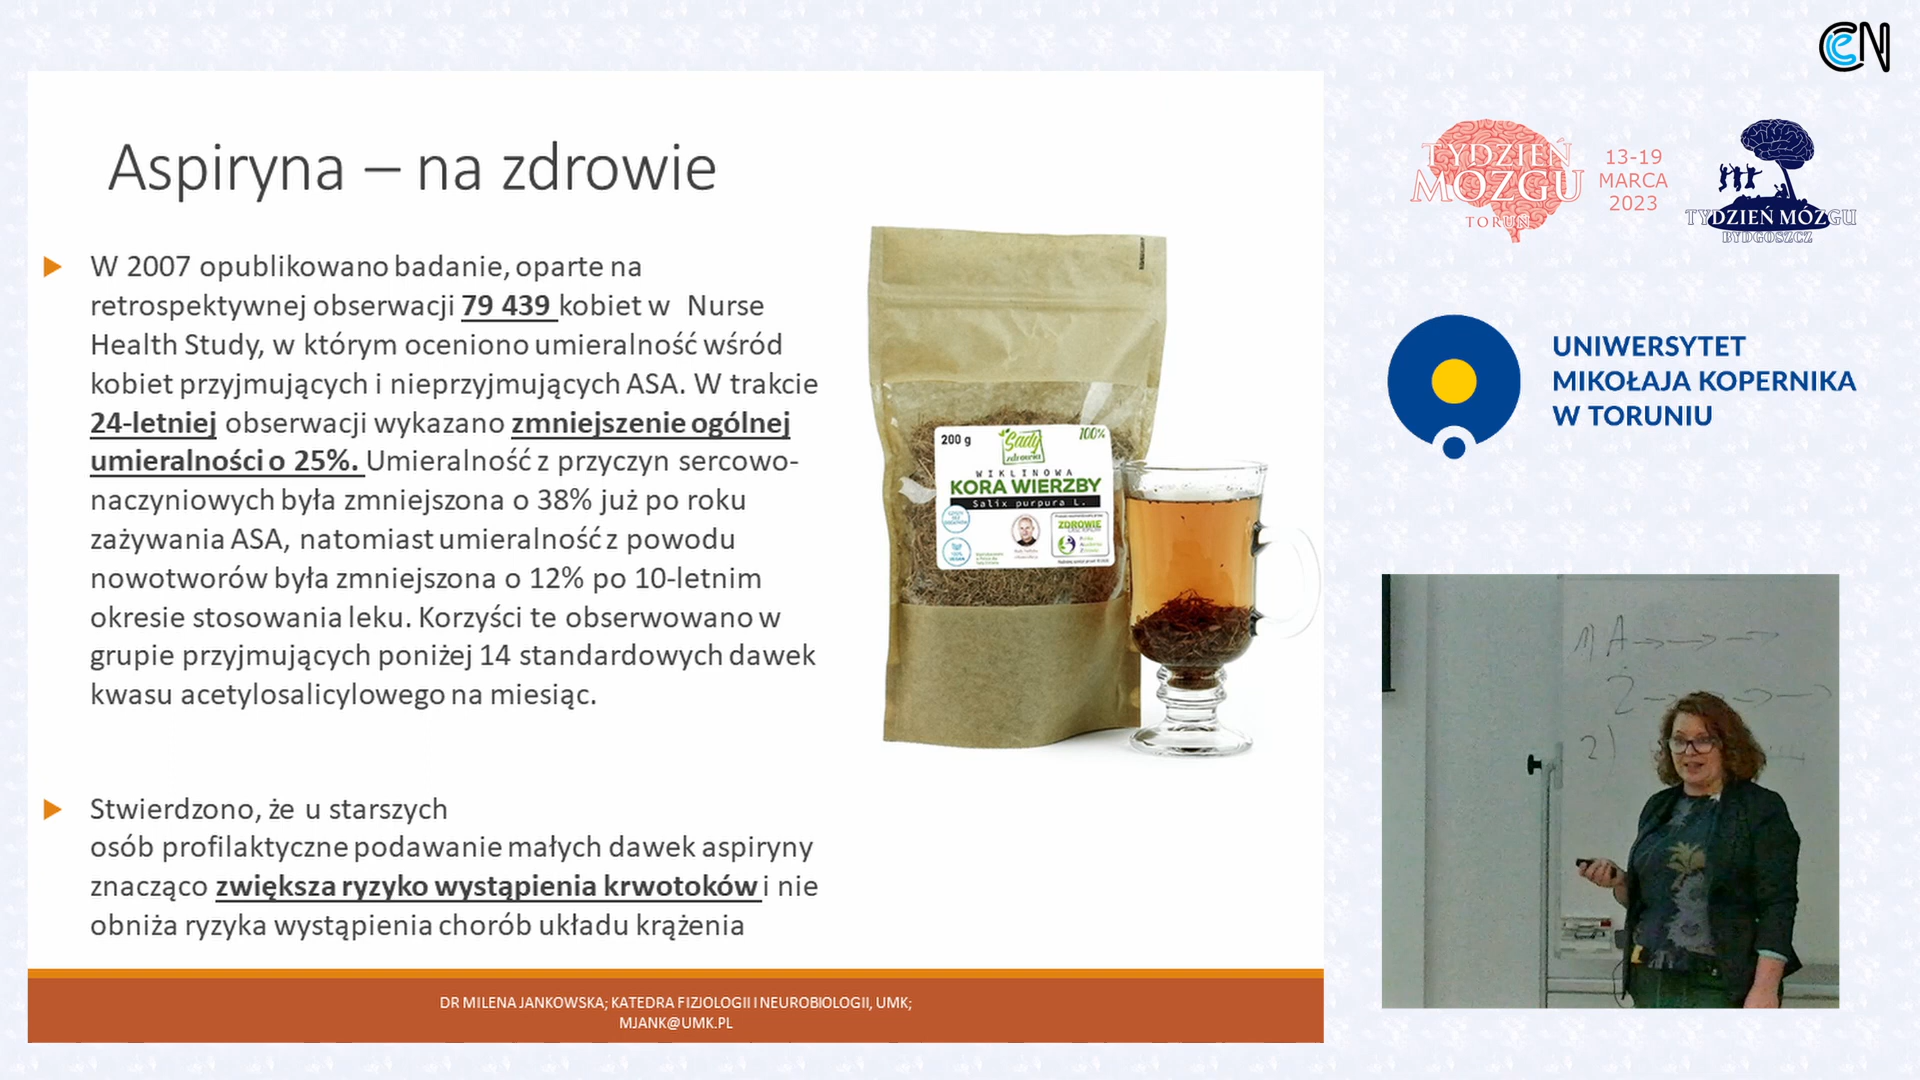 CeN
Aspiryna – na zdrowie
W 2007 opublikowano badanie, oparte na
retrospektywnej obserwacji 79 439 kobiet w Nurse
Health Study, w którym oceniono umieralność wśród
kobiet przyjmujących i nieprzyjmujących ASA. W trakcie
24-letniej obserwacji wykazano zmniejszenie ogólnej
umieralności o 25%. Umieralność z przyczyn sercowo-
naczyniowych była zmniejszona o 38% już po roku
zażywania ASA, natomiast umieralność z powodu
nowotworów była zmniejszona o 12% po 10-letnim
okresie stosowania leku. Korzyści te obserwowano w
grupie przyjmujących poniżej 14 standardowych dawek
kwasu acetylosalicylowego na miesiąc.
Stwierdzono, że u starszych
osób profilaktyczne podawanie małych dawek aspiryny
znacząco zwiększa ryzyko wystąpienia krwotoków i nie
obniża ryzyka wystąpienia chorób układu krążenia
200 g
Sady
zdrowia
100%
WIKLINOWA
KORA WIERZBY
Salix purpura L.
ZDROWIE
DR MILENA JANKOWSKA; KATEDRA FIZJOLOGII I NEUROBIOLOGII, UMK;
MJANK@UMK.PL
TYDZIEŃ
MÓZGU
TORUŃ
13-19
MARCA
2023
TYDZIEŃ MÓZGU
BYDGOSZCZ
UNIWERSYTET
MIKOŁAJA KOPERNIKA
W TORUNIU
1) A
2
2)